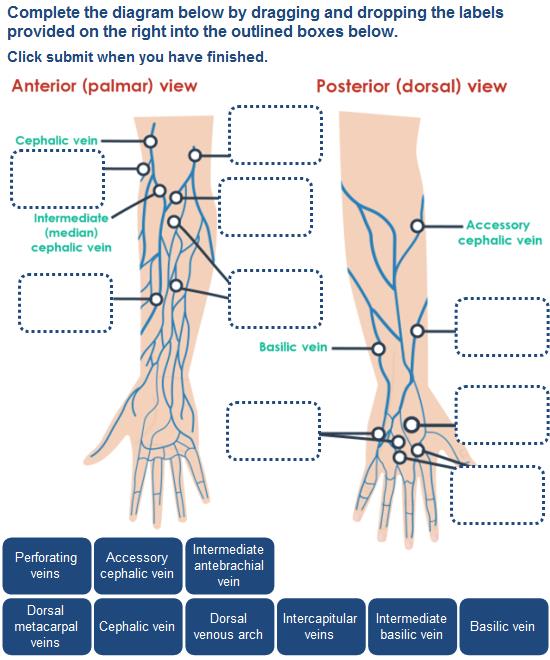 Complete the diagram below by dragging and dropping the labels
provided on the right into the outlined boxes below.
Click submit when you have finished.
Anterior (palmar) view
Posterior (dorsal) view
Cephalic vein
Intermediate
(median)
cephalic vein
Accessory
cephalic vein
Basilic vein
Perforating
veins
Accessory
cephalic vein
Intermediate
antebrachial
vein
Dorsal
metacarpal
veins
Cephalic vein
Dorsal
venous arch
Intercapitular
veins
Intermediate
basilic vein
Basilic vein